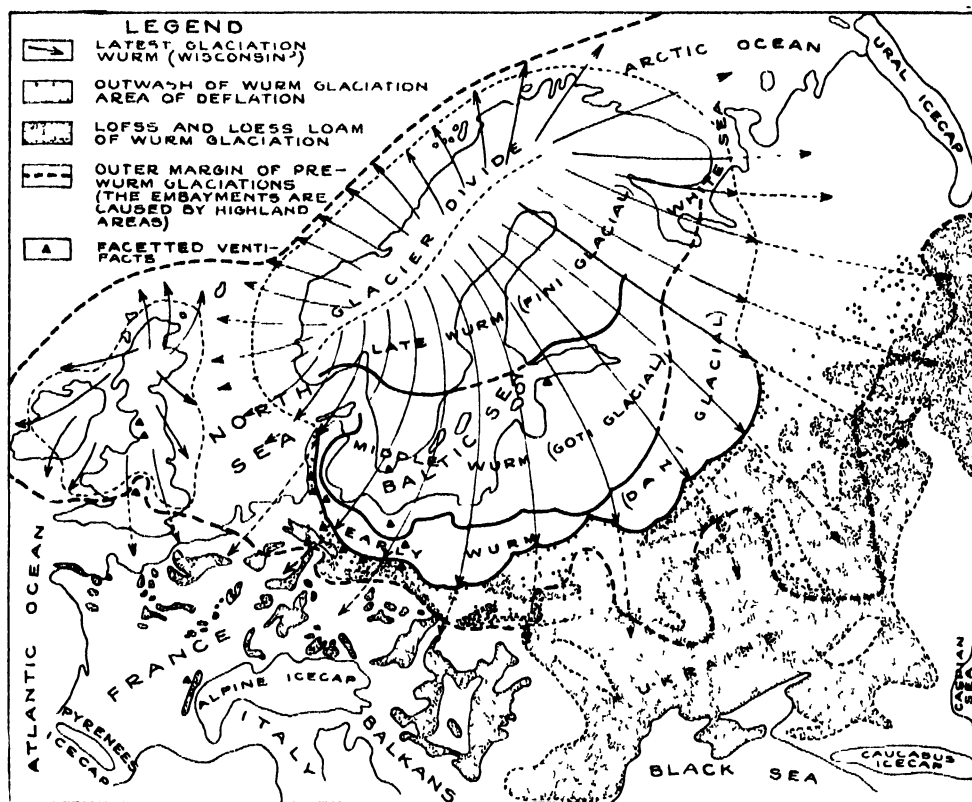 LEGEND
LATEST GLACIATION
WURM (WISCONSIN)
OUTWASH OF WURM GLACIATION
AREA OF DEFLATION
LOESS AND LOESS LOAM
OF WURM GLACIATION
OUTER MARGIN OF PRE-
WURM GLACIATIONS
(THE EMBAYMENTS ARE
CAUSED BY HIGHLAND
AREAS)
FACETTED VENTI-
FACTS
ARCTIC OCEAN
URAL ICECAP
WHITE SEA
GLACIER DIVIDE
LATE WURM (FINI GLACIAL)
NORTH
SEA
BALTIC SEA
MIDDLE WURM (GOTI GLACIAL)
EARLY WURM (DANI GLACIAL)
ATLANTIC OCEAN
FRANCE
UKRAINE
ALPINE ICECAP
PYRENEES
ICECAP
ITALY
BALKANS
BLACK SEA
CASPIAN
SEA
CAUCABUS
ICECAP